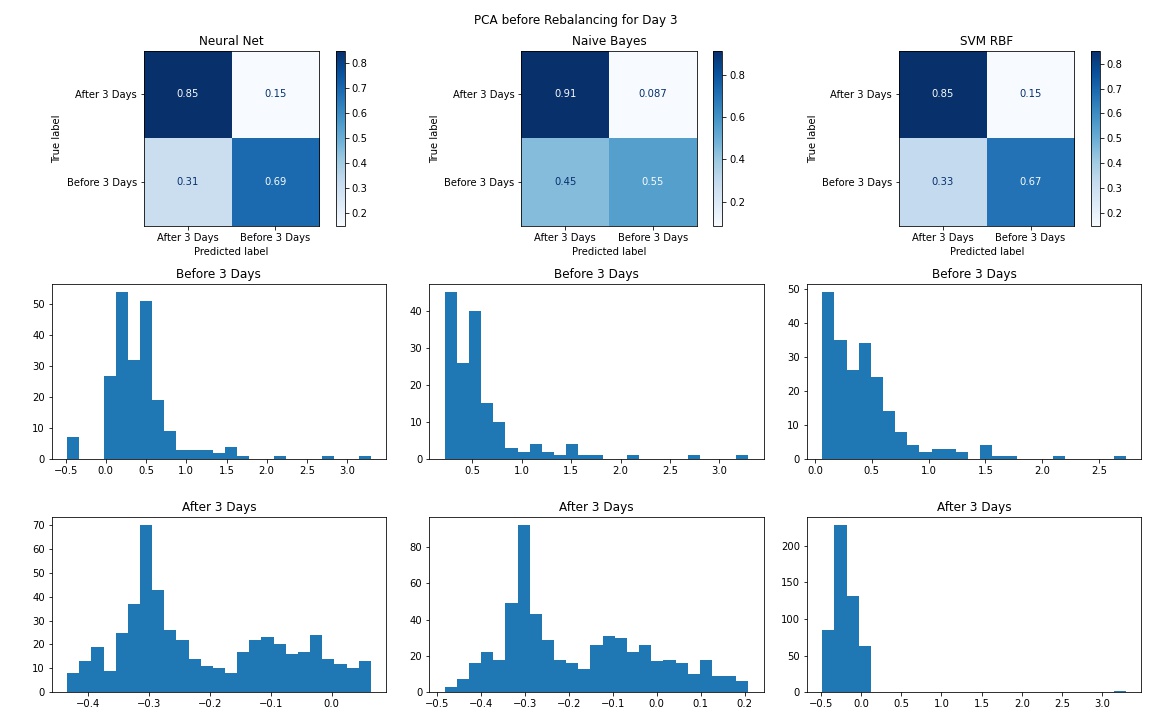 PCA before Rebalancing for Day 3
Neural Net
After 3 Days
Before 3 Days
True label
0.85 0.15
0.31 0.69
After 3 Days Before 3 Days
Predicted label
0.8
0.7
0.6
0.5
0.4
0.3
0.2
Naive Bayes
After 3 Days
Before 3 Days
True label
0.91 0.087
0.45 0.55
After 3 Days Before 3 Days
Predicted label
0.8
0.6
0.4
0.2
SVM RBF
After 3 Days
Before 3 Days
True label
0.85 0.15
0.33 0.67
After 3 Days Before 3 Days
Predicted label
0.8
0.7
0.6
0.5
0.4
0.3
0.2
Before 3 Days
50
40
30
20
10
0
−0.5 0.0 0.5 1.0 1.5 2.0 2.5 3.0
Before 3 Days
40
30
20
10
0
0.5 1.0 1.5 2.0 2.5 3.0
Before 3 Days
50
40
30
20
10
0
0.0 0.5 1.0 1.5 2.0 2.5
After 3 Days
70
60
50
40
30
20
10
0
−0.4 −0.3 −0.2 −0.1 0.0
After 3 Days
80
60
40
20
0
−0.5 −0.4 −0.3 −0.2 −0.1 0.0 0.1 0.2
After 3 Days
200
150
100
50
0
−0.5 0.0 0.5 1.0 1.5 2.0 2.5 3.0